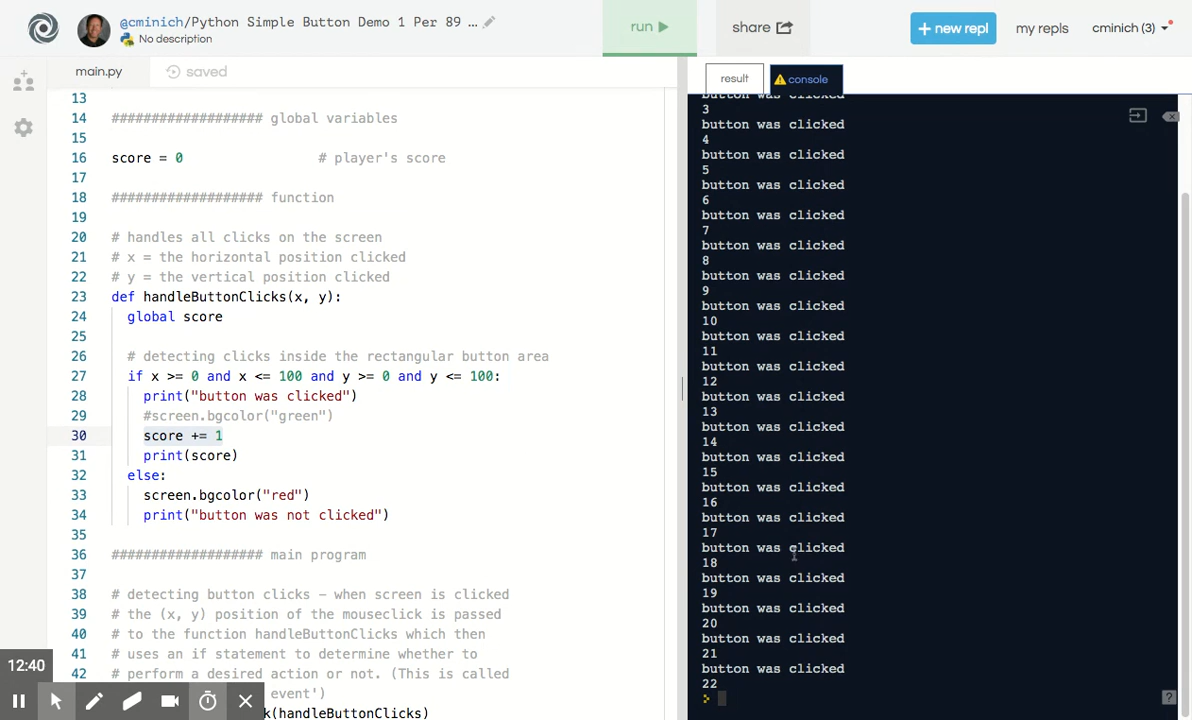 @cminich/Python Simple Button Demo 1 Per 89 ...
No description
run
share
+ new repl
my repls
cminich (3)
main.py
saved
result
console
13
14 ################### global variables
15
16 score = 0 # player's score
17
18 ################### function
19
20 # handles all clicks on the screen
21 # x = the horizontal position clicked
22 # y = the vertical position clicked
23 def handleButtonClicks(x, y):
24 global score
25
26 # detecting clicks inside the rectangular button area
27 if x >= 0 and x <= 100 and y >= 0 and y <= 100:
28 print("button was clicked")
29 #screen.bgcolor("green")
30 score += 1
31 print(score)
32 else:
33 screen.bgcolor("red")
34 print("button was not clicked")
35
36 ################### main program
37
38 # detecting button clicks – when screen is clicked
39 # the (x, y) position of the mouseclick is passed
40 # to the function handleButtonClicks which then
41 # uses an if statement to determine whether to
42 # perform a desired action or not. (This is called
event')
k(handleButtonClicks)
12:40
button was clicked
3
button was clicked
4
button was clicked
5
button was clicked
6
button was clicked
7
button was clicked
8
button was clicked
9
button was clicked
10
button was clicked
11
button was clicked
12
button was clicked
13
button was clicked
14
button was clicked
15
button was clicked
16
button was clicked
17
button was clicked
18
button was clicked
19
button was clicked
20
button was clicked
21
button was clicked
22
>
?